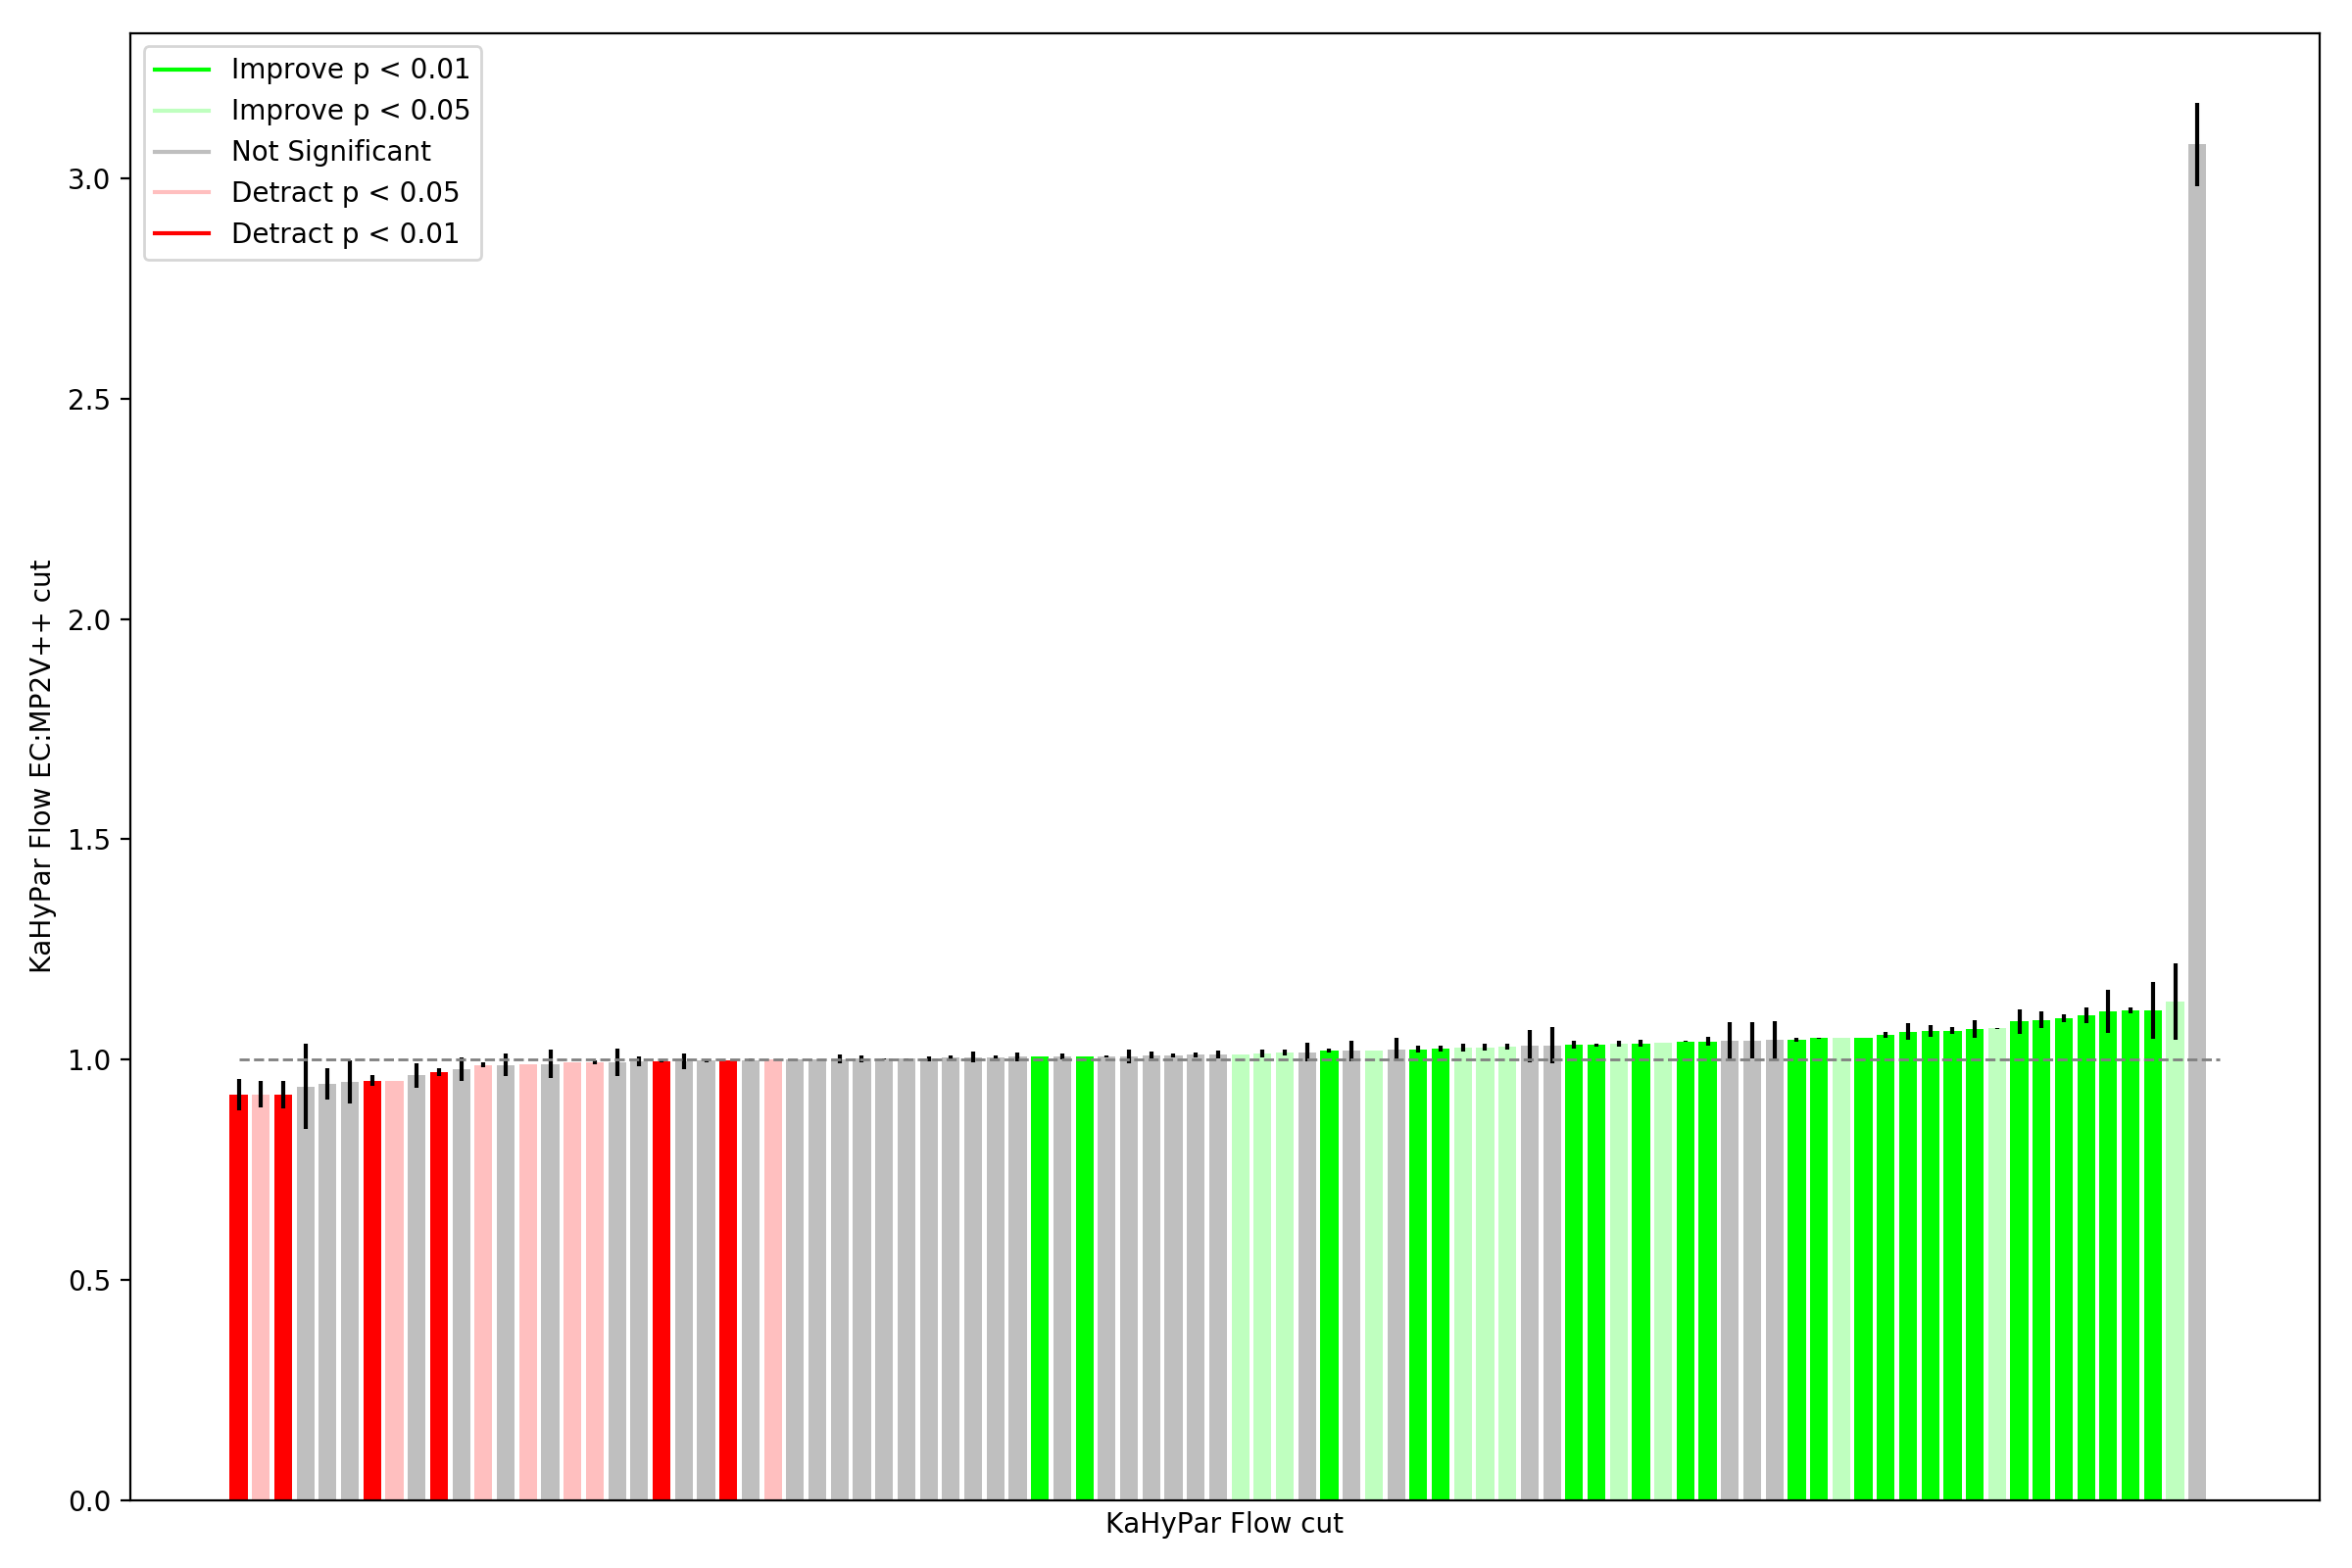 Improve p < 0.01
Improve p < 0.05
Not Significant
Detract p < 0.05
Detract p < 0.01
3.0
2.5
2.0
1.5
1.0
0.5
0.0
KaHyPar Flow EC:MP2V++ cut
KaHyPar Flow cut